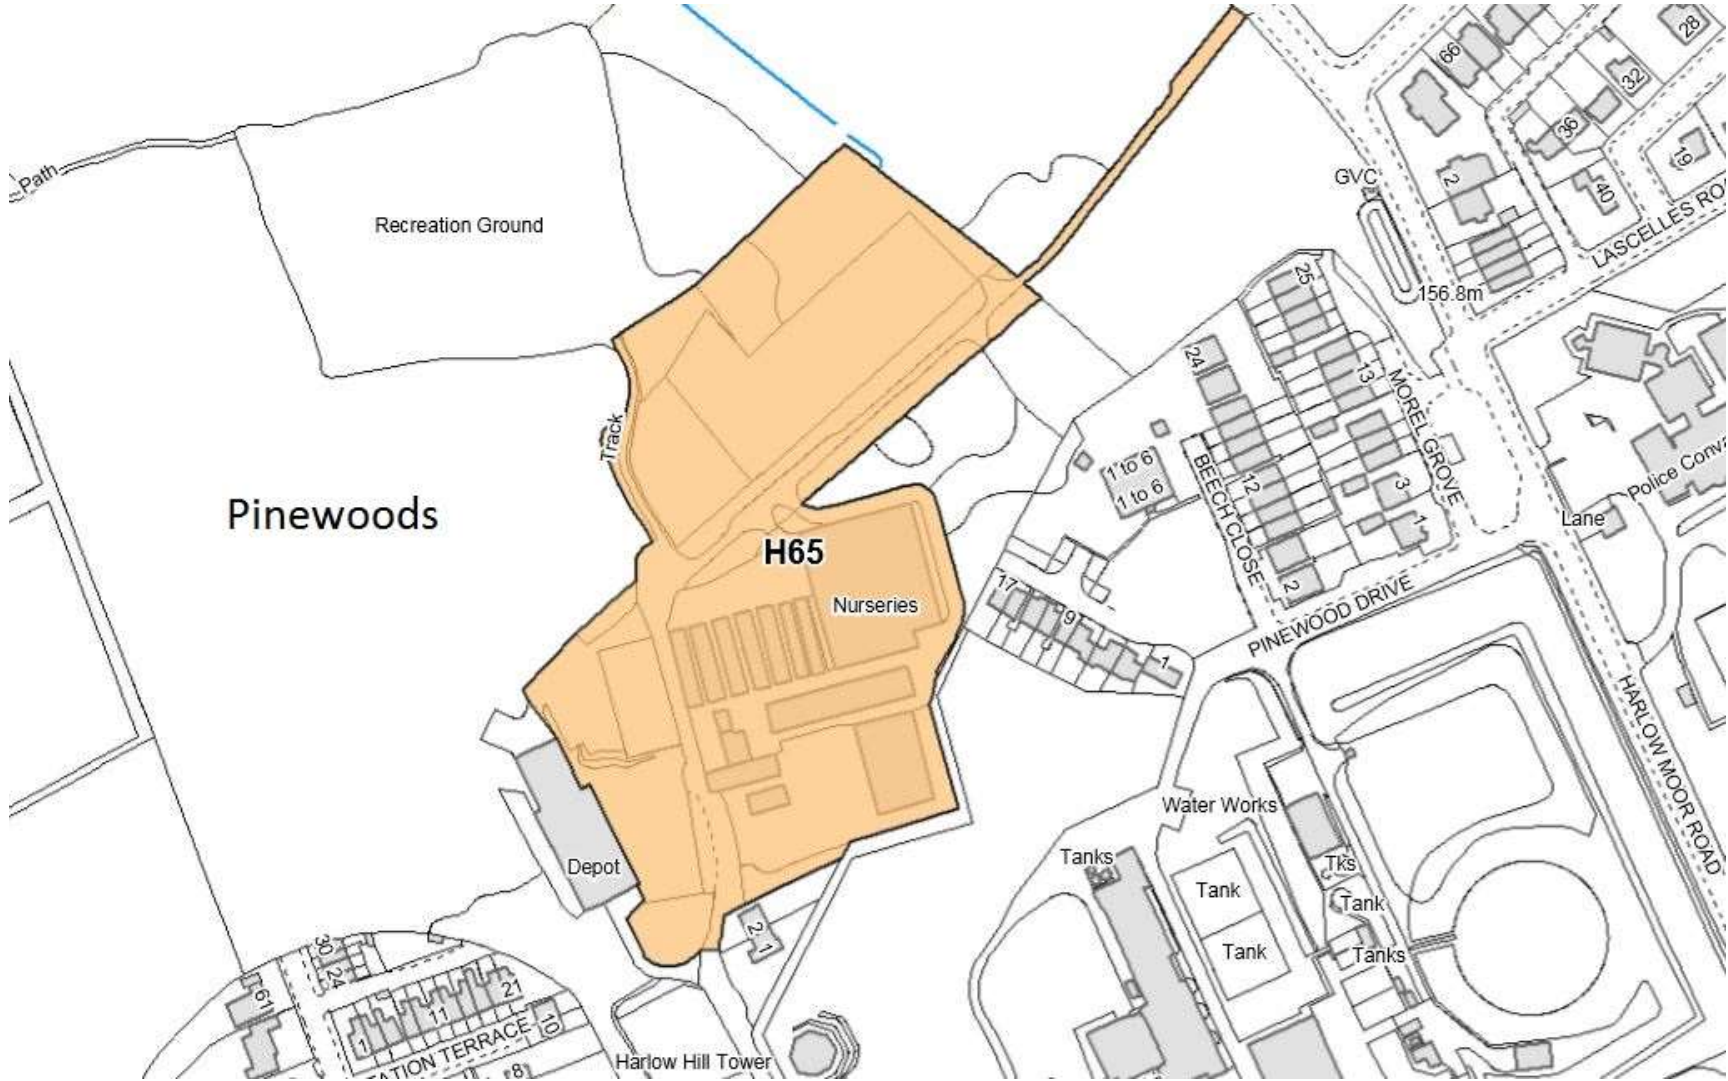 28
66
32
36
Path
19
GVC
2
40
Recreation Ground
LASCELLES RO
25
156.8m
24
13
MOREL GROVE
Track
1 to 6
1 to 6
12
3
Police Conva
BEECH CLOSE
Pinewoods
1
Lane
H65
2
17
Nurseries
9
PINEWOOD DRIVE
1
HARLOW MOOR ROAD
Water Works
Tanks
Tks
Depot
Tank
Tank
2
1
30
24
Tank
Tanks
61
21
11
10
1
TATION TERRACE
8
Harlow Hill Tower